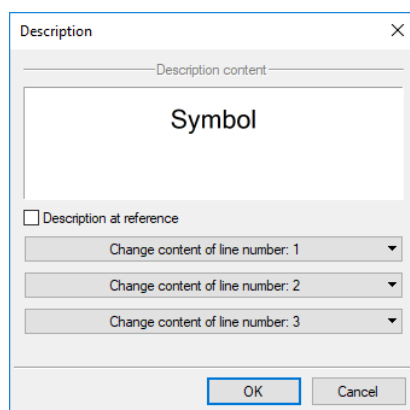 Description
Description content
Symbol
Description at reference
Change content of line number: 1
Change content of line number: 2
Change content of line number: 3
OK
Cancel